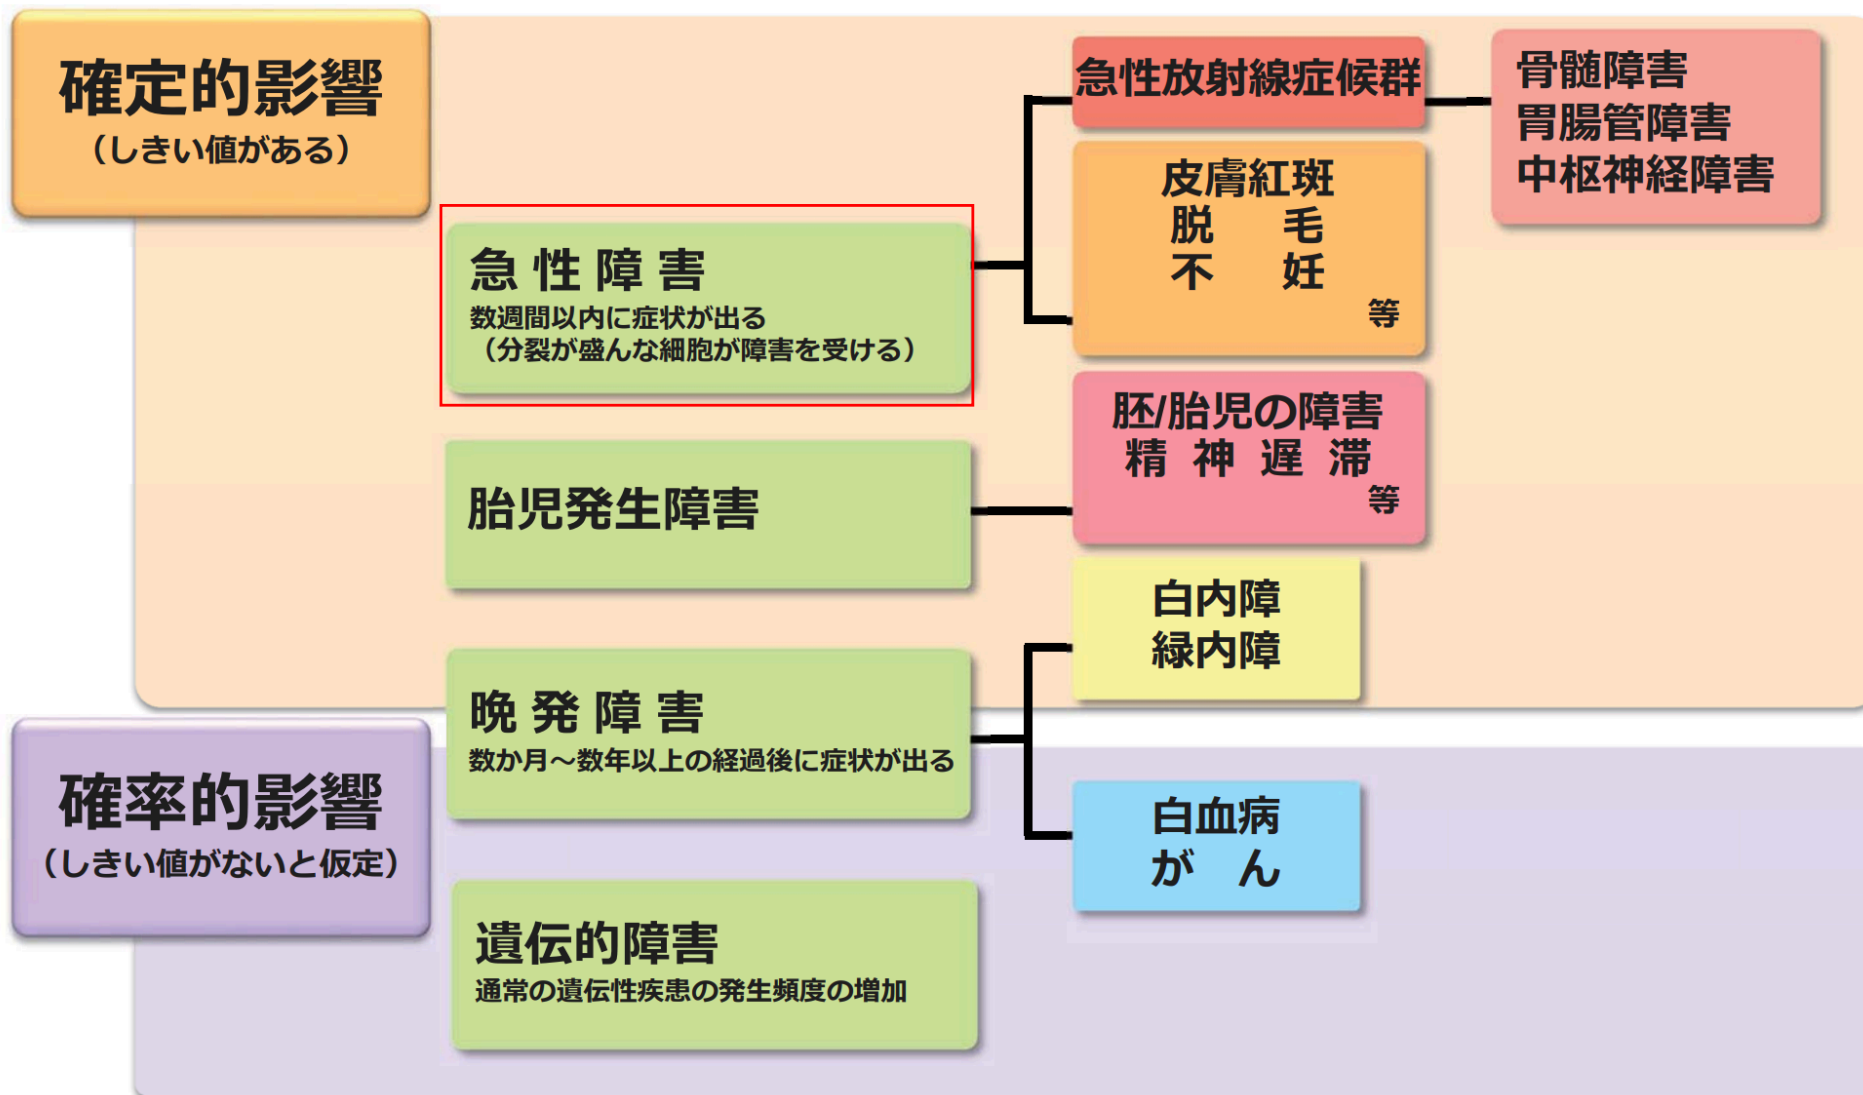 確定的影響
（しきい値がある）
急性障害
数週間以内に症状が出る
（分裂が盛んな細胞が障害を受ける）
急性放射線症候群
骨髄障害
胃腸管障害
中枢神経障害
皮膚紅斑
脱毛
不妊
等
胎児発生障害
胚/胎児の障害
精神遅滞
等
晩発障害
数か月～数年以上の経過後に症状が出る
白内障
緑内障
確率的影響
（しきい値がないと仮定）
白血病
がん
遺伝的障害
通常の遺伝性疾患の発生頻度の増加